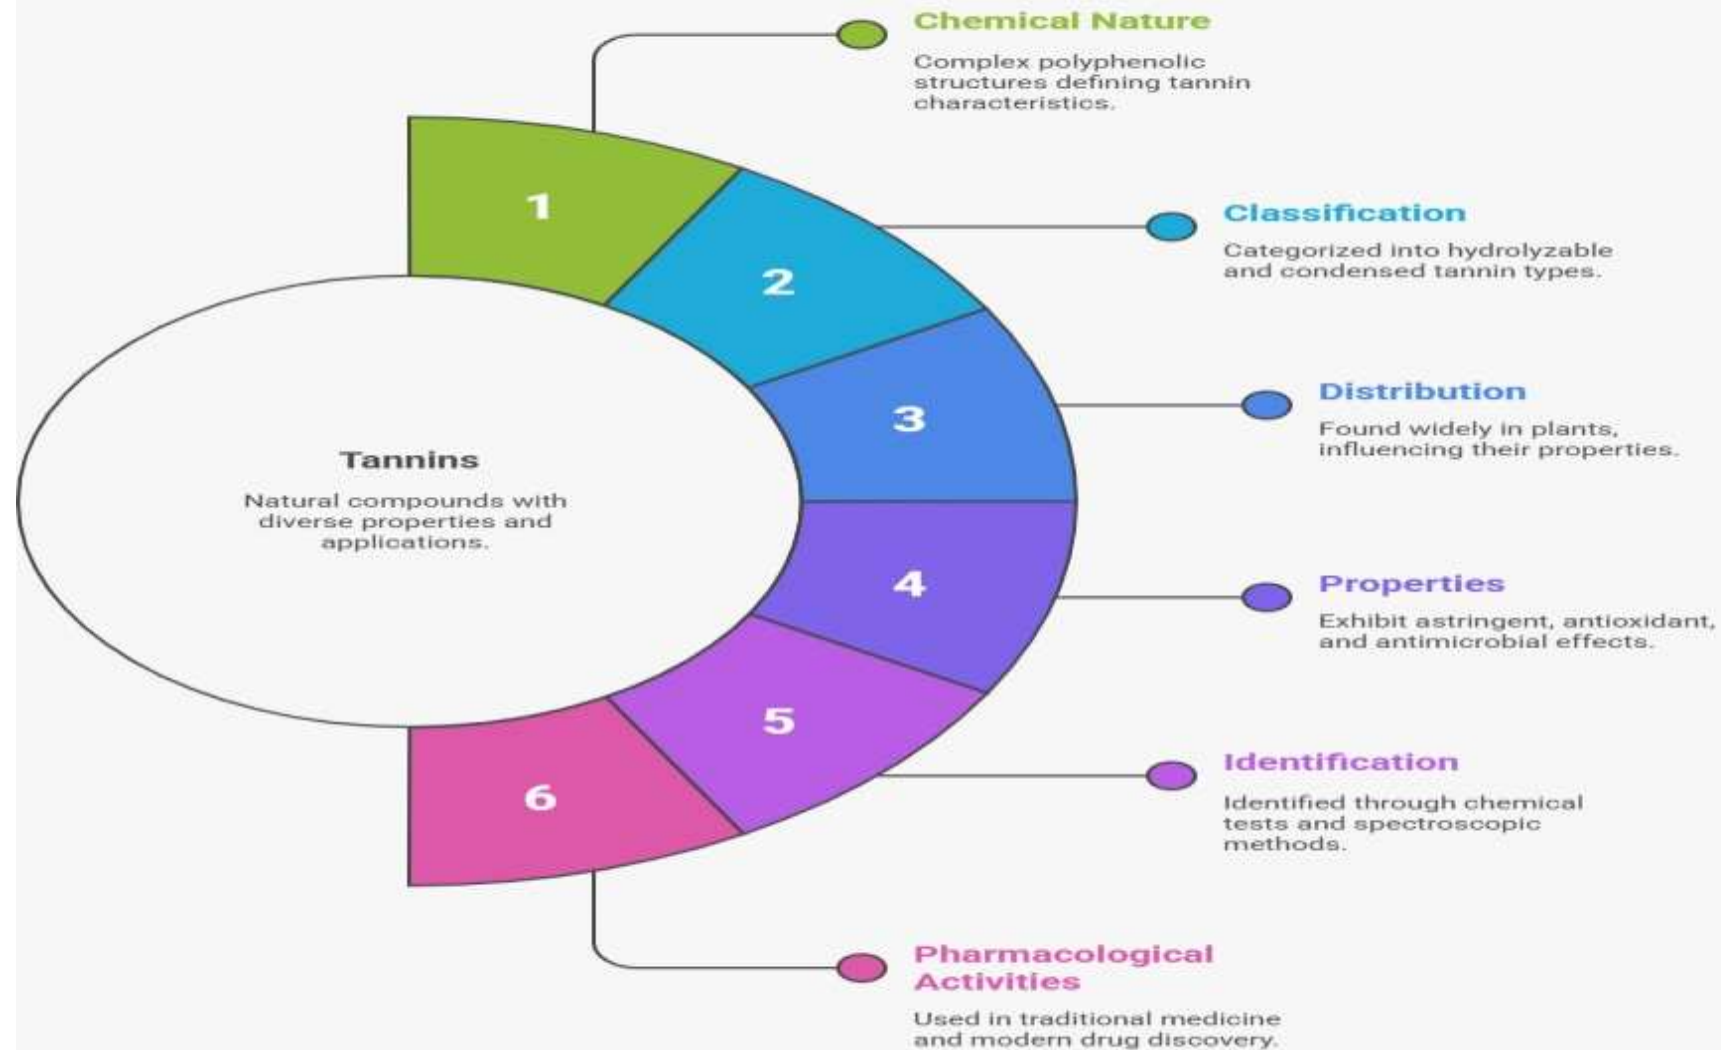 Chemical Nature
Complex polyphenolic
structures defining tannin
characteristics.
1
Classification
Categorized into hydrolyzable
and condensed tannin types.
2
Distribution
Found widely in plants,
influencing their properties.
3
Tannins
Natural compounds with
diverse properties and
applications.
4
Properties
Exhibit astringent, antioxidant,
and antimicrobial effects.
5
Identification
Identified through chemical
tests and spectroscopic
methods.
6
Pharmacological
Activities
Used in traditional medicine
and modern drug discovery.